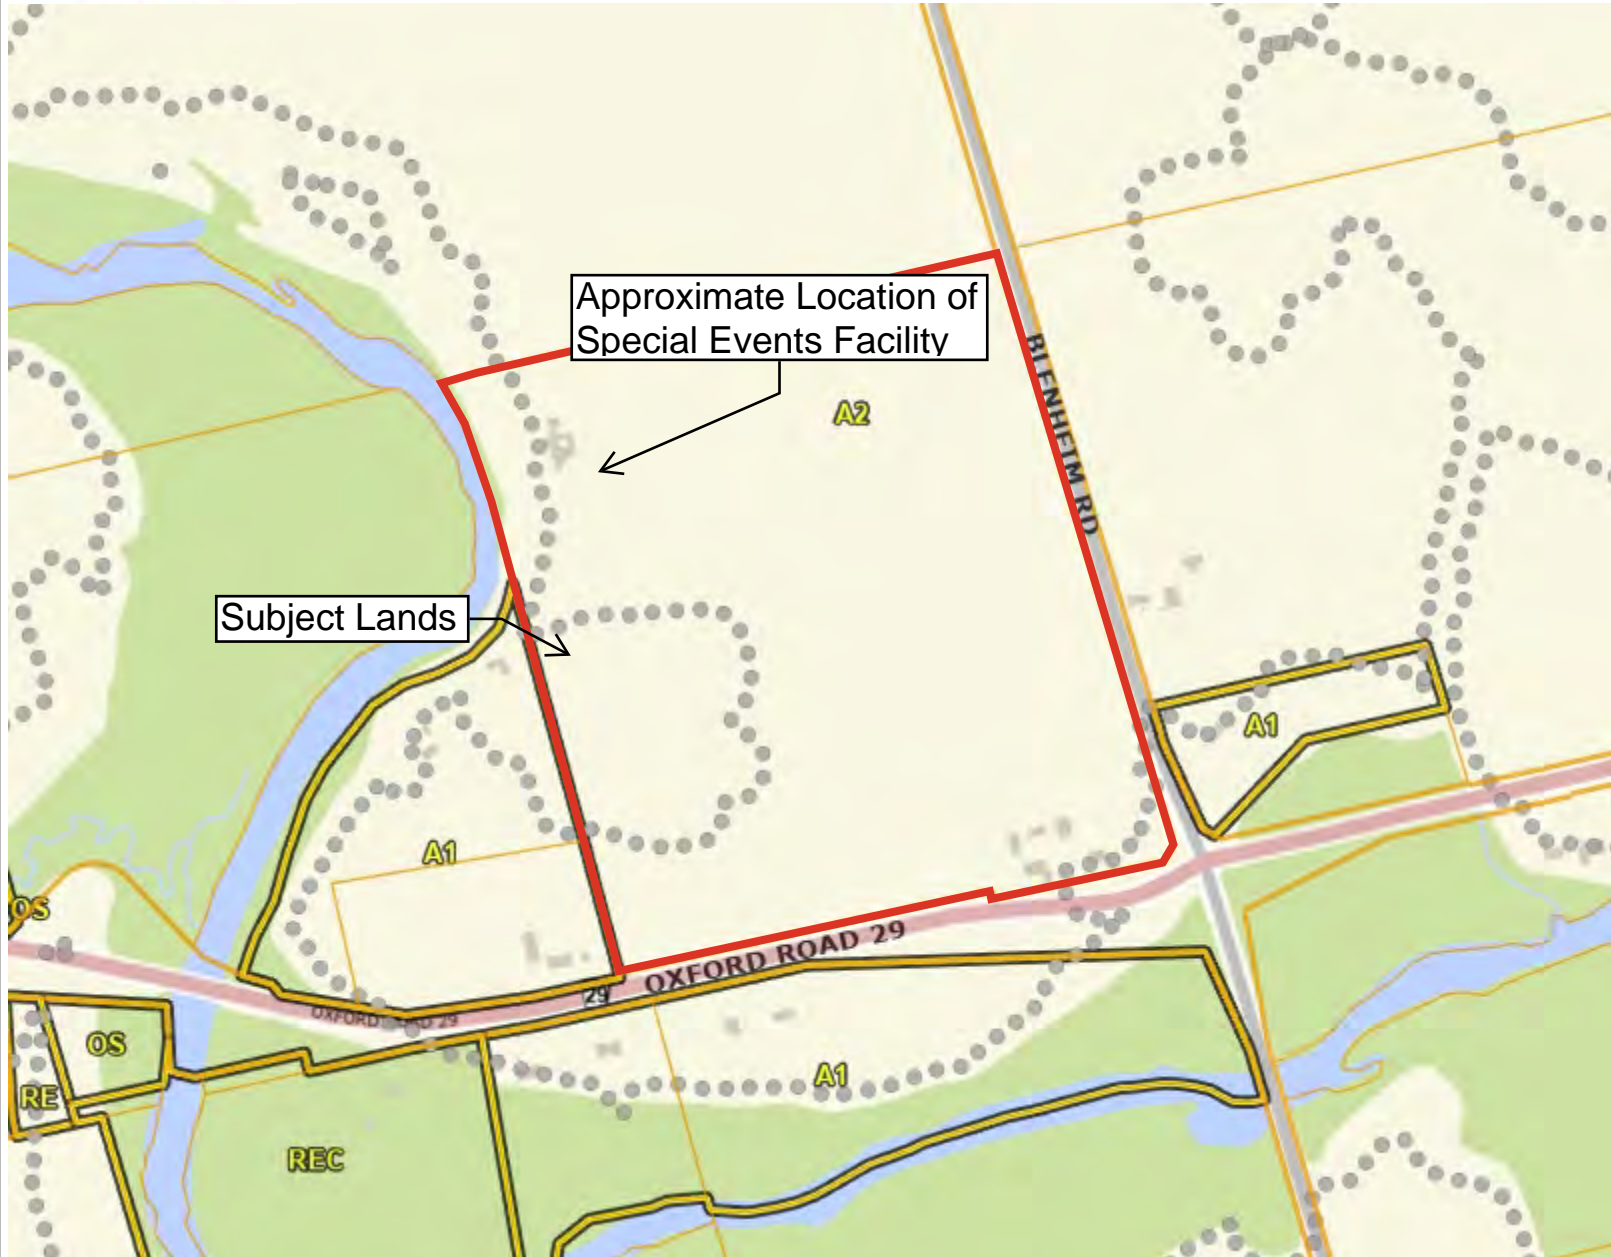 Approximate Location of
Special Events Facility
A2
BLENHEIM RD
Subject Lands
A1
A1
OS
OXFORD ROAD 29
29
OXFORD ROAD 29
OS
A1
RE
REC